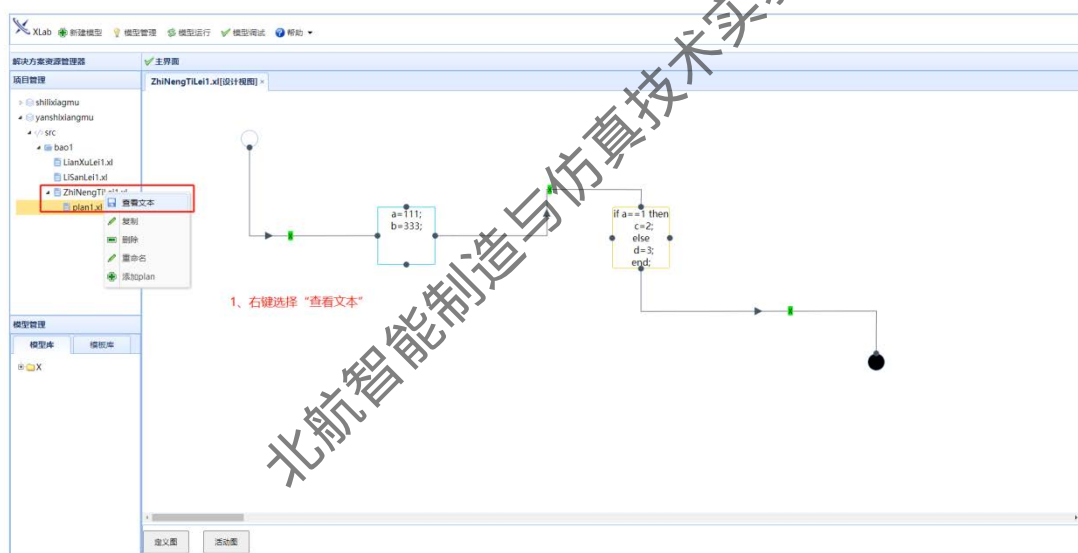 XLab 新建模型 模型管理 模型运行 模型调试 帮助
解决方案资源管理器
主界面
项目管理
ZhiNengTiLei1.xl[设计视图] ×
shilixiagmu
yanshixiangmu
src
bao1
LianXuLei1.xl
LiSanLei1.xl
ZhiNengTiLei1.xl
plan1.xl
查看文本
复制
删除
重命名
添加plan
a=111;
b=333;
if a==1 then
c=2;
else
d=3;
end;
1、右键选择“查看文本”
模型管理
模型库 模板库
X
定义图 活动图
北航智能制造与仿真技术实